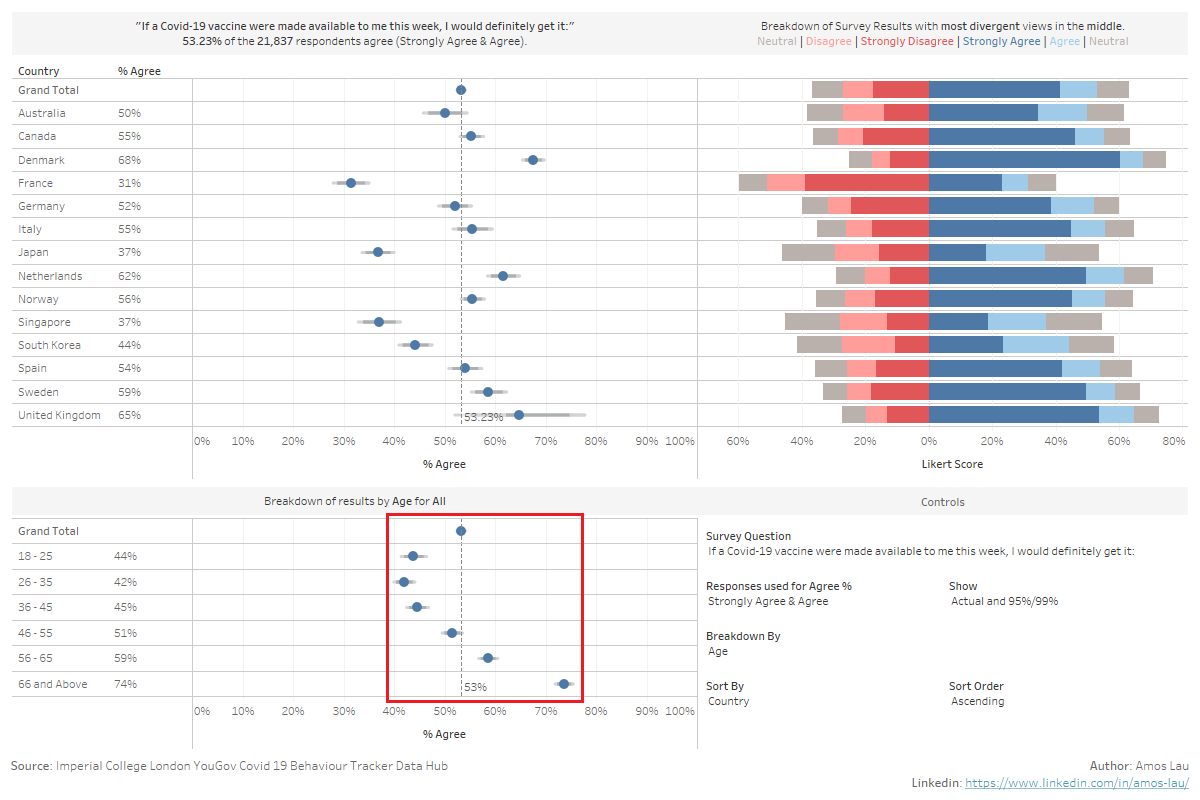 "If a Covid-19 vaccine were made available to me this week, I would definitely get it:"
53.23% of the 21,837 respondents agree (Strongly Agree & Agree).
Breakdown of Survey Results with most divergent views in the middle.
Neutral | Disagree | Strongly Disagree | Strongly Agree | Agree | Neutral
Country % Agree
Grand Total
Australia 50%
Canada 55%
Denmark 68%
France 31%
Germany 52%
Italy 55%
Japan 37%
Netherlands 62%
Norway 56%
Singapore 37%
South Korea 44%
Spain 54%
Sweden 59%
United Kingdom 65% 53.23%
0% 10% 20% 30% 40% 50% 60% 70% 80% 90% 100%
% Agree
60% 40% 20% 0% 20% 40% 60% 80%
Likert Score
Breakdown of results by Age for All
Grand Total
18 - 25 44%
26 - 35 42%
36 - 45 45%
46 - 55 51%
56 - 65 59%
66 and Above 74% 53%
0% 10% 20% 30% 40% 50% 60% 70% 80% 90% 100%
% Agree
Controls
Survey Question
If a Covid-19 vaccine were made available to me this week, I would definitely get it:
Responses used for Agree % Show
Strongly Agree & Agree Actual and 95%/99%
Breakdown By
Age
Sort By Sort Order
Country Ascending
Source: Imperial College London YouGov Covid 19 Behaviour Tracker Data Hub
Author: Amos Lau
Linkedin: https://www.linkedin.com/in/amos-lau/